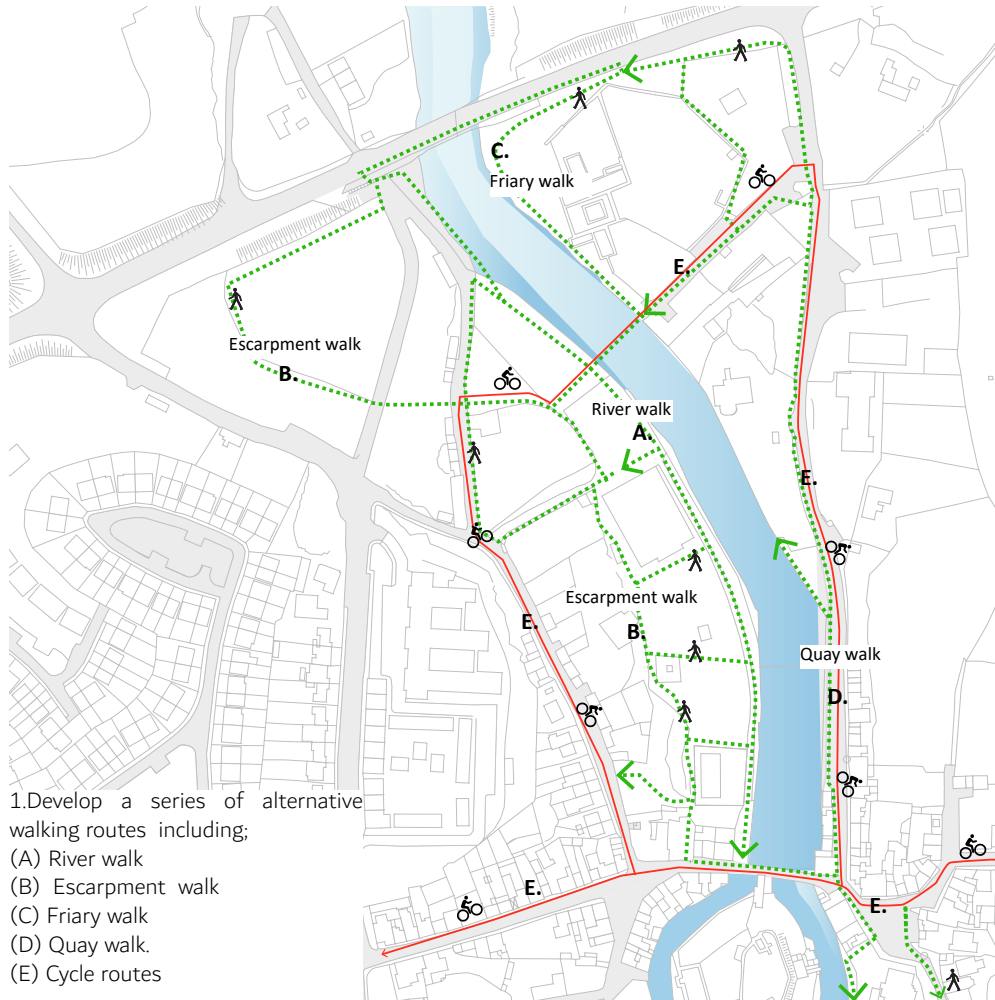 C.
Friary walk
E.
Escarpment walk
B.
River walk
A.
E.
Escarpment walk
E.
B.
Quay walk
D.
1.Develop a series of alternative
walking routes including;
(A) River walk
(B) Escarpment walk
(C) Friary walk
(D) Quay walk.
(E) Cycle routes
E.
E.